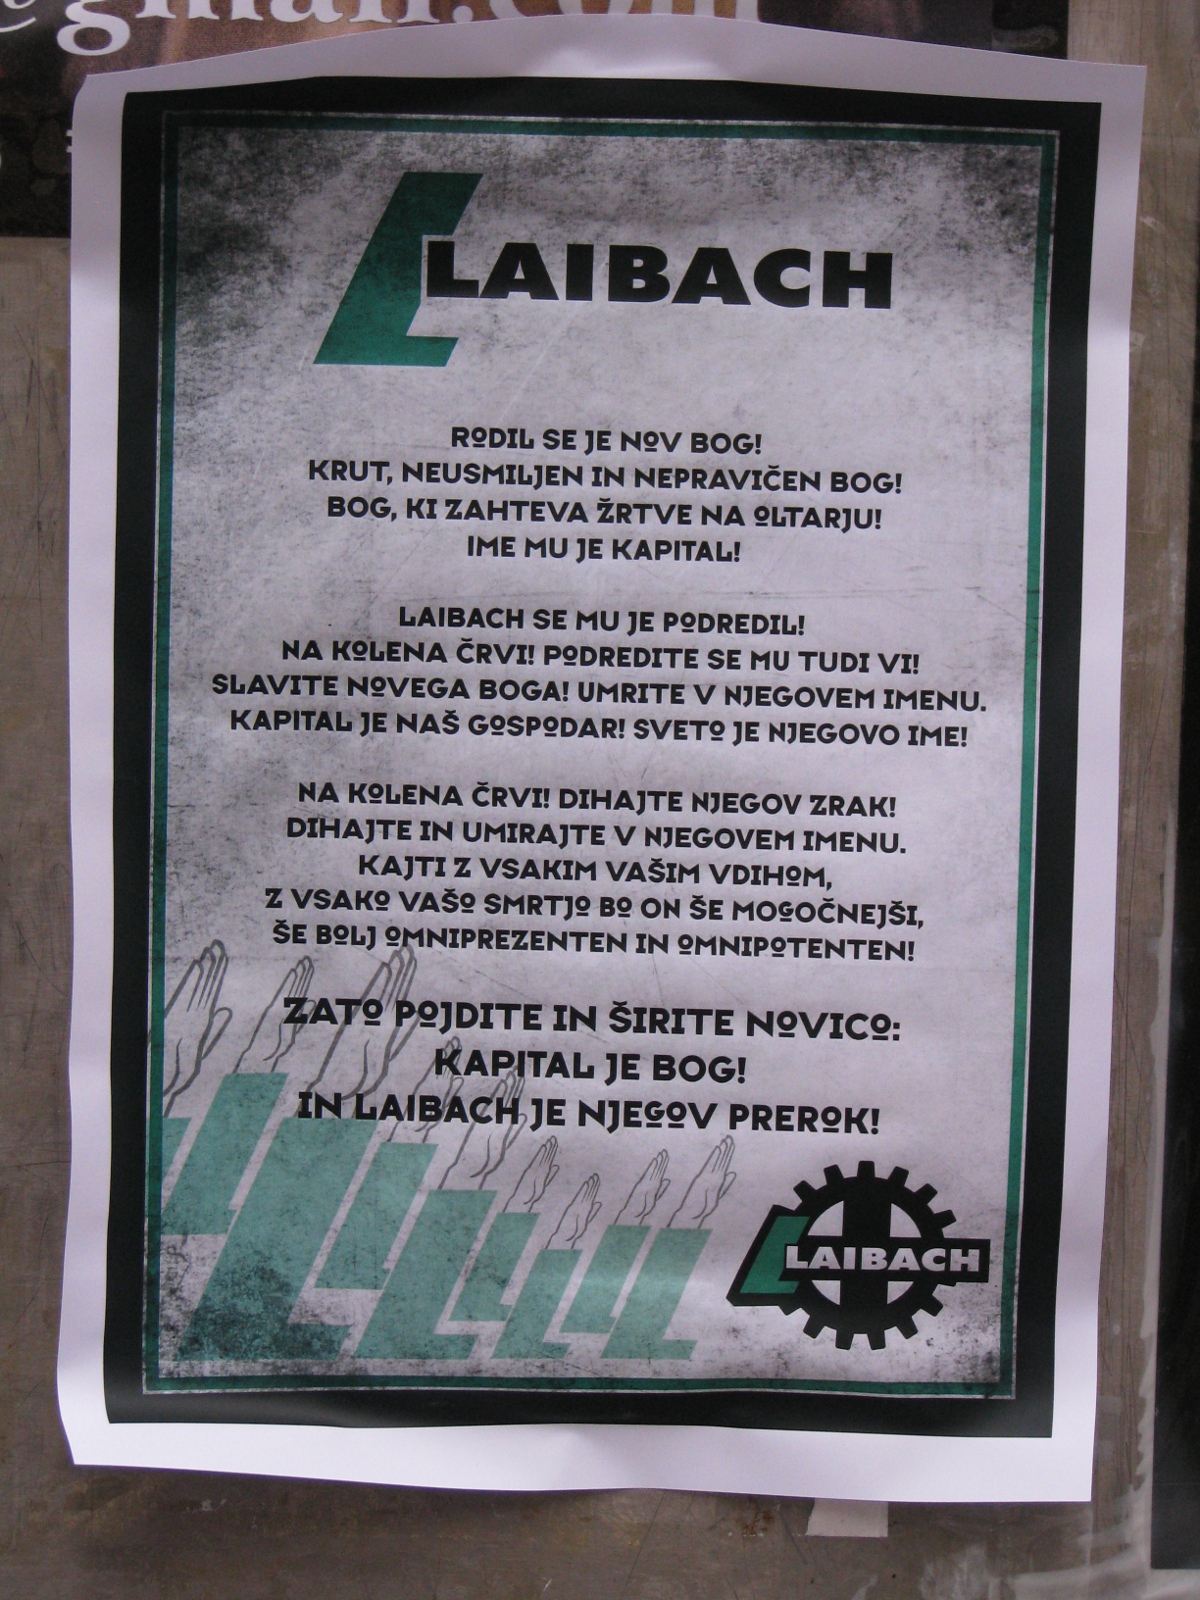 @gmail.com
LAIBACH
RODIL SE JE NOV BOG!
KRUT, NEUSMILJEN IN NEPRAVIČEN BOG!
BOG, KI ZAHTEVA ŽRTVE NA OLTARJU!
IME MU JE KAPITAL!
LAIBACH SE MU JE PODREDIL!
NA KOLENA ČRVI! PODREDITE SE MU TUDI VI!
SLAVITE NOVEGA BOGA! UMRITE V NJEGOVEM IMENU.
KAPITAL JE NAŠ GOSPODAR! SVETO JE NJEGOVO IME!
NA KOLENA ČRVI! DIHAJTE NJEGOV ZRAK!
DIHAJTE IN UMIRAJTE V NJEGOVEM IMENU.
KAJTI Z VSAKIM VAŠIM VDIHOM,
Z VSAKO VAŠO SMRTJO BO ON ŠE MOGOČNEJŠI,
ŠE BOLJ OMNIPREZENTEN IN OMNIPOTENTEN!
ZATO POJDITE IN ŠIRITE NOVICO:
KAPITAL JE BOG!
IN LAIBACH JE NJEGOV PREROK!
LAIBACH